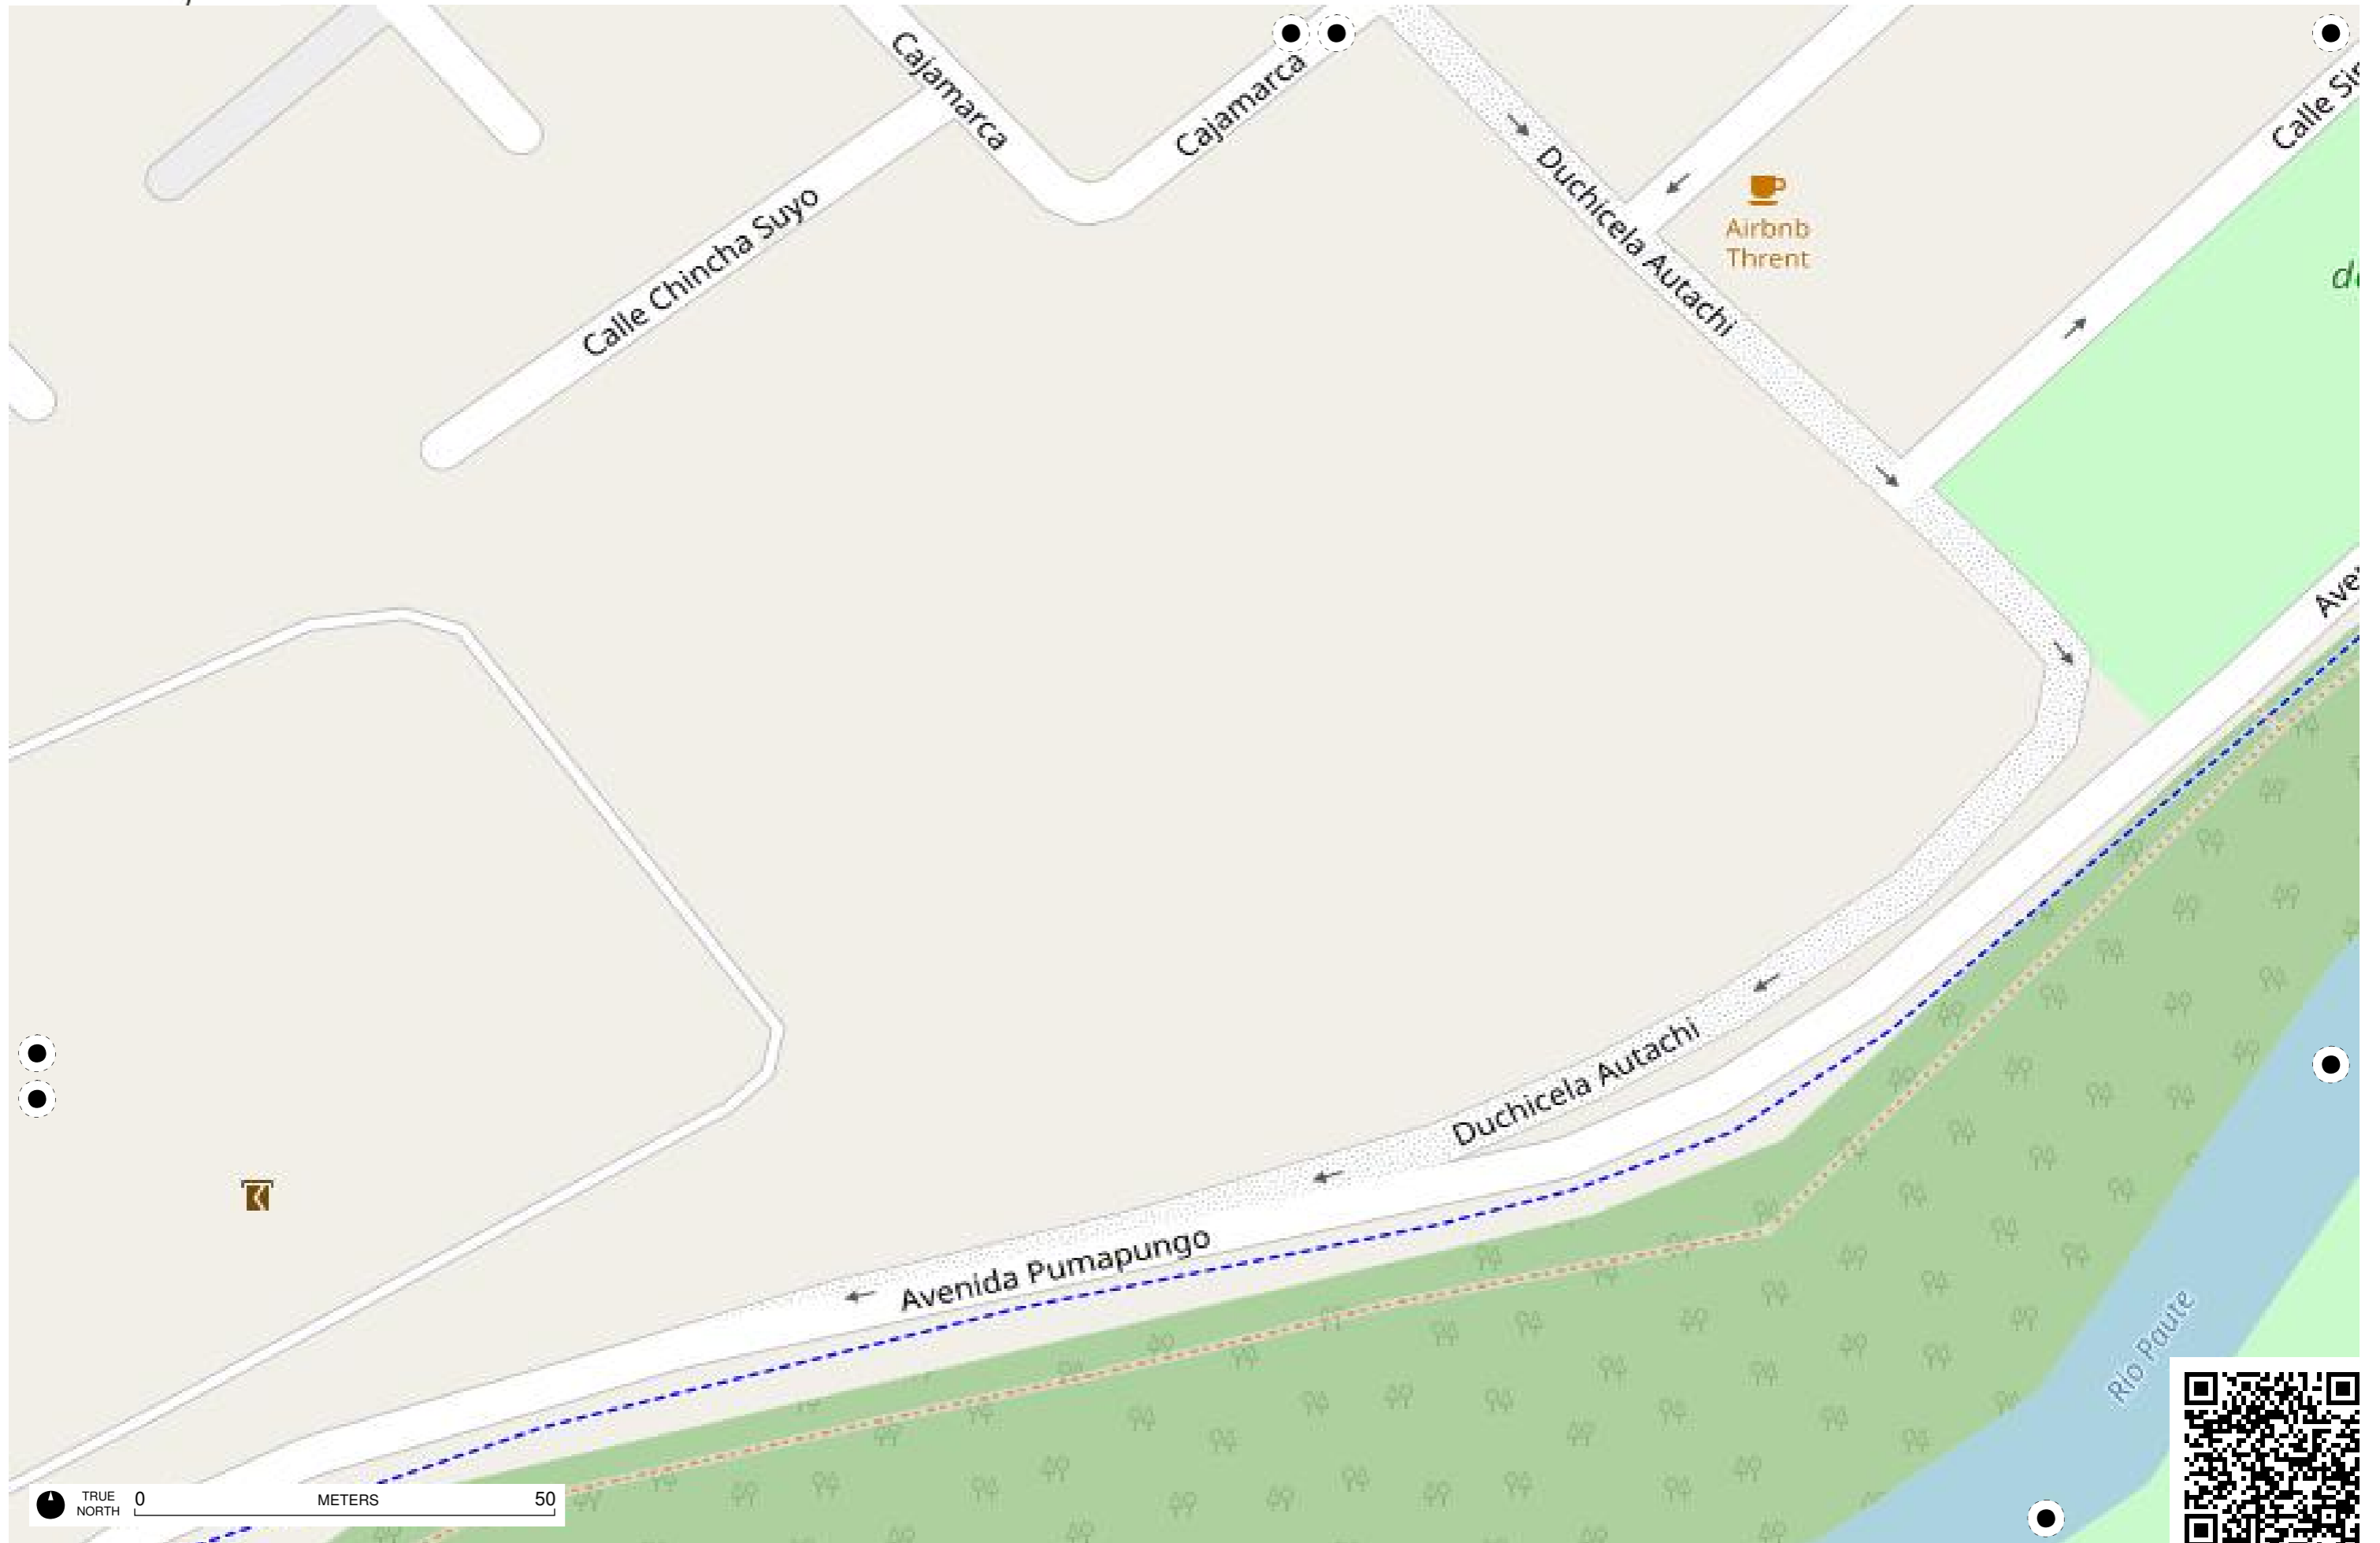 Cajamarca
Cajamarca
Calle
Duchicela Autachi
Calle Chincha Suyo
Airbnb
Thrent
Duchicela Autachi
Avenida Pumapungo
Río Paute
TRUE
NORTH
0
METERS
50